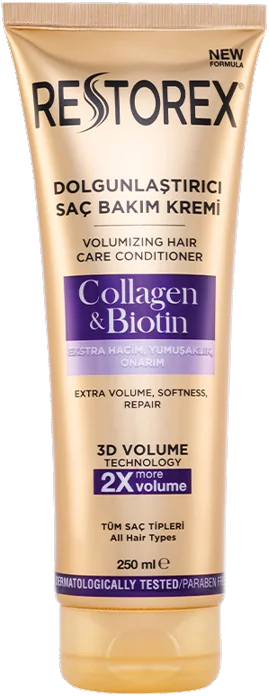 NEW
FORMULA
RESTOREX®
DOLGUNLAŞTIRICI
SAÇ BAKIM KREMİ
VOLUMIZING HAIR
CARE CONDITIONER
Collagen
&Biotin
EKSTRA HACİM, YUMUŞAKLIK,
ONARIM
EXTRA VOLUME, SOFTNESS,
REPAIR
3D VOLUME
TECHNOLOGY
2X more
volume
TÜM SAÇ TİPLERİ
All Hair Types
250 ml ℮
DERMATOLOGICALLY TESTED/PARABEN FR